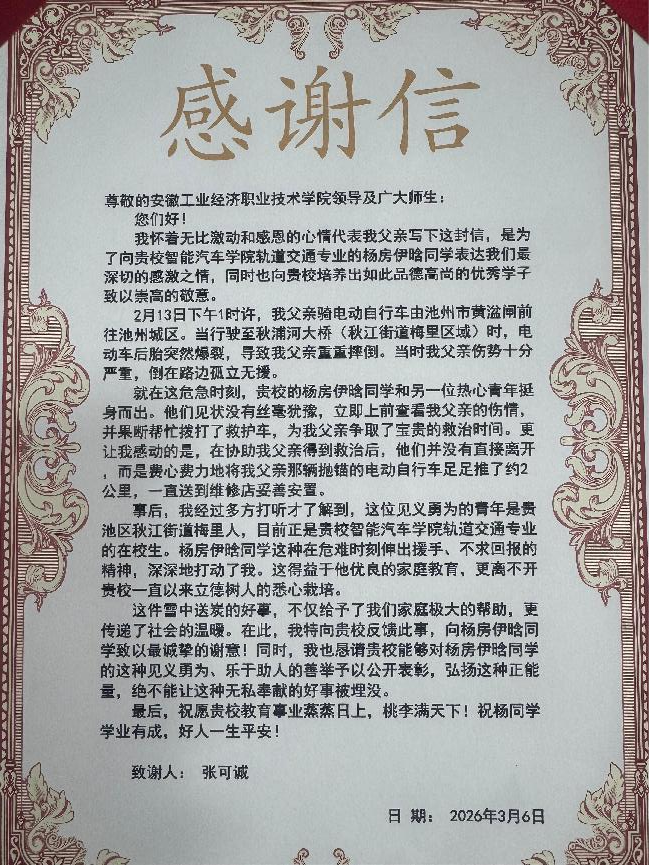 感谢信
尊敬的安徽工业经济职业技术学院领导及广大师生：
您们好！
我怀着无比激动和感恩的心情代表我父亲写下这封信，是为
了向贵校智能汽车学院轨道交通专业的杨房伊晗同学表达我们最
深切的感激之情，同时也向贵校培养出如此品德高尚的优秀学子
致以崇高的敬意。
2月13日下午1时许，我父亲骑电动自行车由池州市黄湓闸前
往池州城区。当行驶至秋浦河大桥（秋江街道梅里区域）时，电
动车后胎突然爆裂，导致我父亲重重摔倒。当时我父亲伤势十分
严重，倒在路边孤立无援。
就在这危急时刻，贵校的杨房伊晗同学和另一位热心青年挺
身而出。他们见状没有丝毫犹豫，立即上前查看我父亲的伤情，
并果断帮忙拨打了救护车，为我父亲争取了宝贵的救治时间。更
让我感动的是，在协助我父亲得到救治后，他们并没有直接离开
，而是费心费力地将我父亲那辆抛错的电动自行车足足推了约2
公里，一直送到维修店妥善安置。
事后，我经过多方打听才了解到，这位见义勇为的青年是贵
池区秋江街道梅里人，目前正是贵校智能汽车学院轨道交通专业
的在校生。杨房伊晗同学这种在危难时刻伸出援手、不求回报的
精神，深深地打动了我。这得益于他优良的家庭教育，更离不开
贵校一直以来立德树人的悉心栽培。
这件雪中送炭的好事，不仅给予了我们家庭极大的帮助，更
传递了社会的温暖。在此，我特向贵校反馈此事，向杨房伊晗同
学致以最诚挚的谢意！同时，我也恳请贵校能够对杨房伊晗同学
的这种见义勇为、乐于助人的善举予以公开表彰，弘扬这种正能
量，绝不能让这种无私奉献的好事被埋没。
最后，祝愿贵校教育事业蒸蒸日上，桃李满天下！祝杨同学
学业有成，好人一生平安！
致谢人： 张可诚
日 期： 2026年3月6日